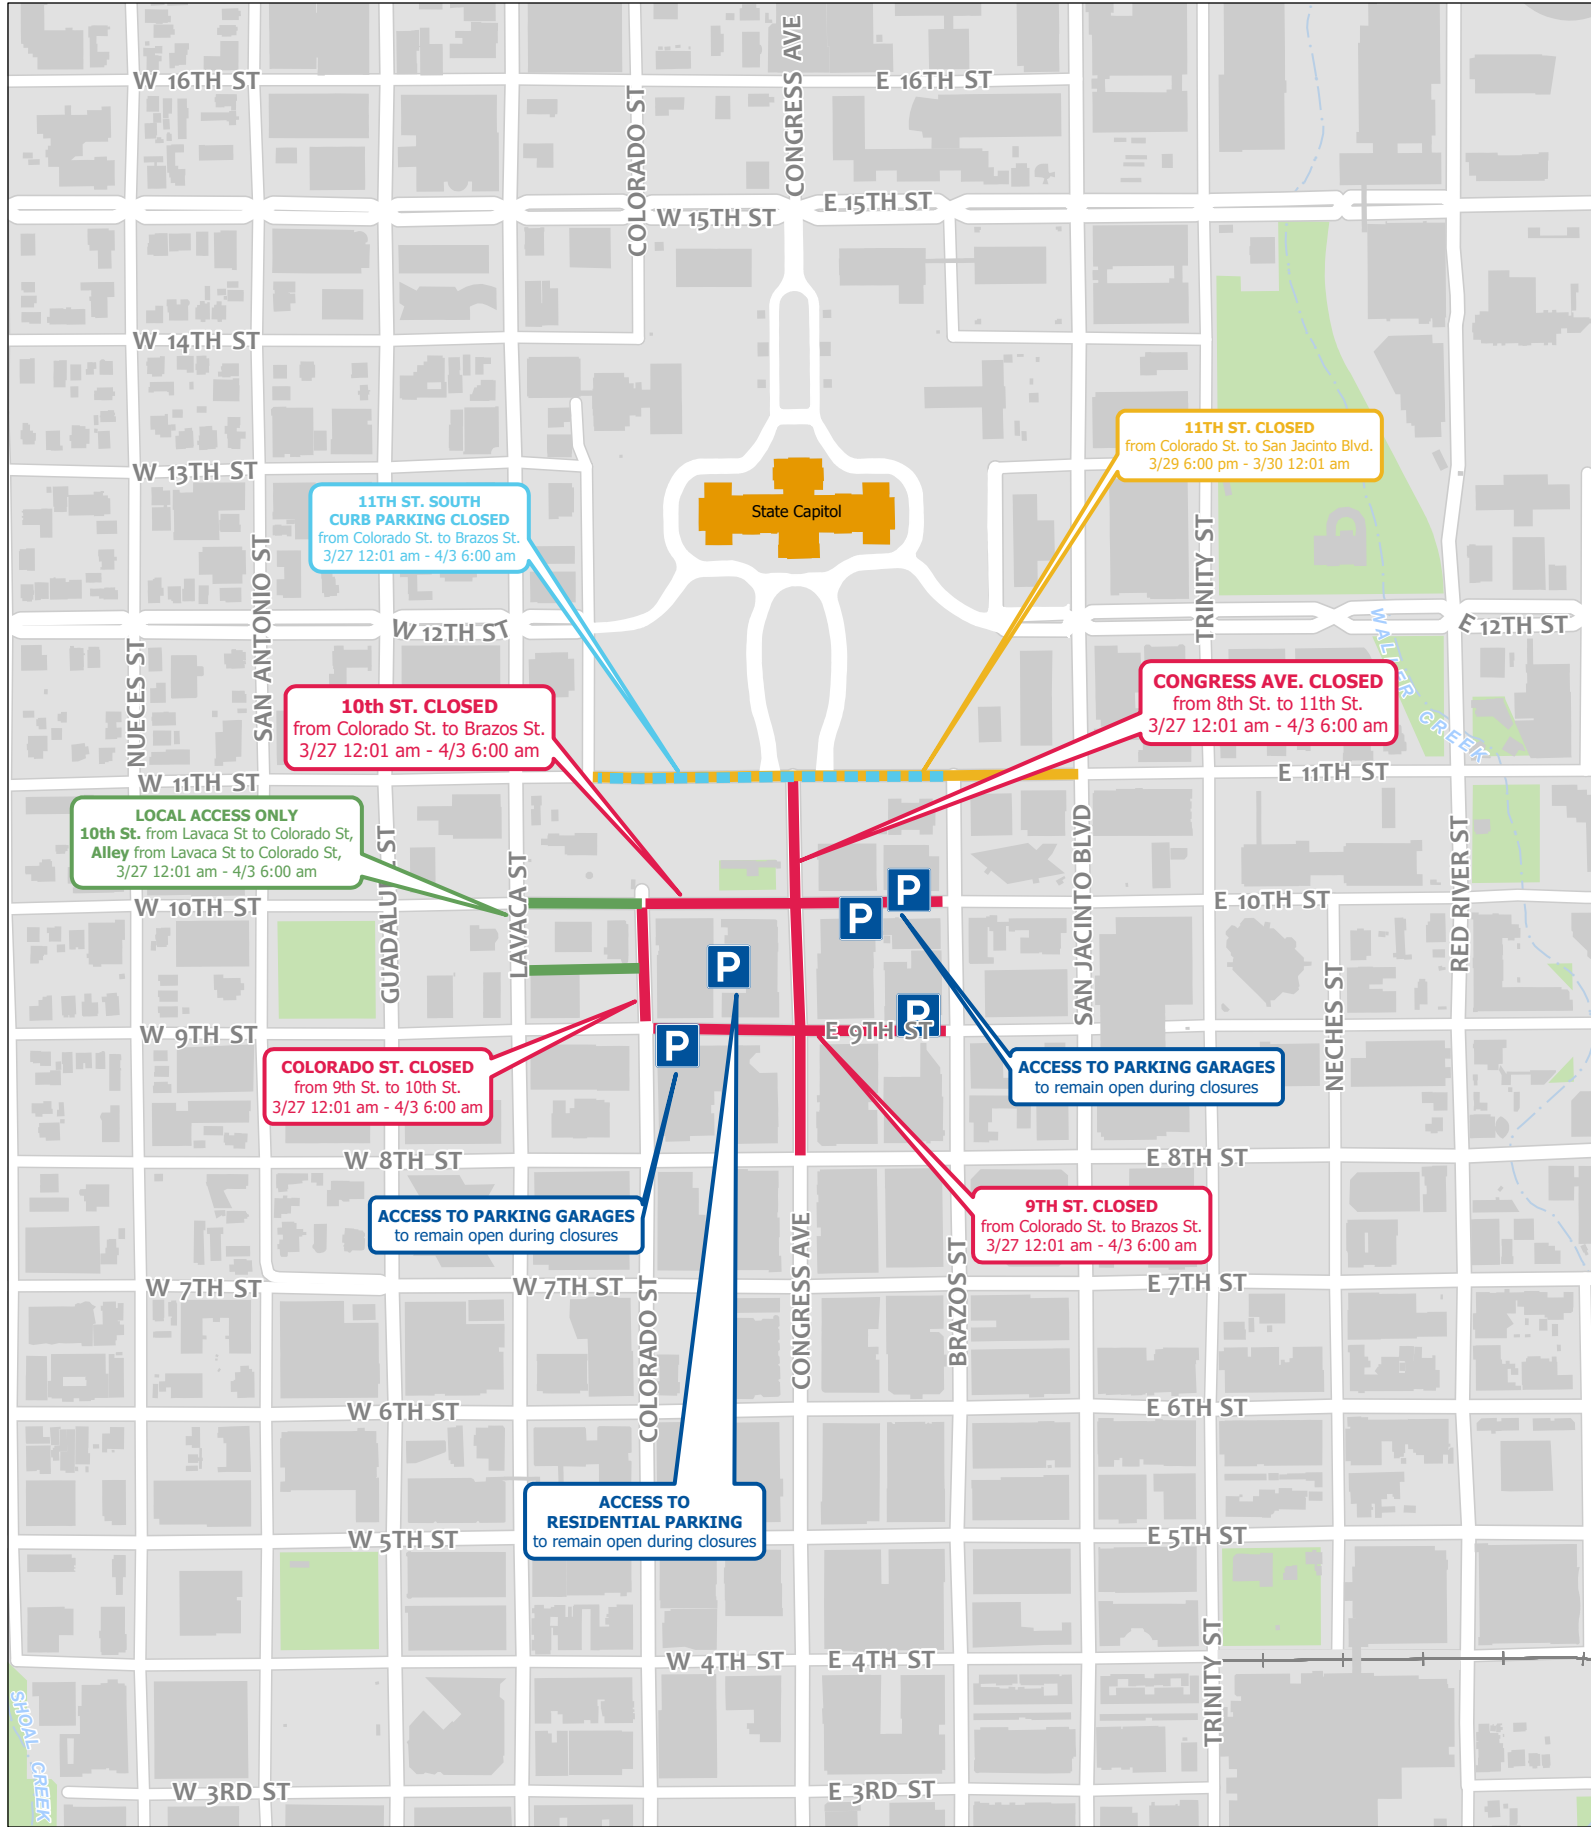 CONGRESS AVE
W 16TH ST
E 16TH ST
COLORADO ST
W 15TH ST
E 15TH ST
W 14TH ST
11TH ST. CLOSED
from Colorado St. to San Jacinto Blvd.
3/29 6:00 pm - 3/30 12:01 am
W 13TH ST
11TH ST. SOUTH
CURB PARKING CLOSED
from Colorado St. to Brazos St.
3/27 12:01 am - 4/3 6:00 am
State Capitol
TRINITY ST
SAN ANTONIO ST
W 12TH ST
E 12TH ST
WALLER CREEK
NUECES ST
10th ST. CLOSED
from Colorado St. to Brazos St.
3/27 12:01 am - 4/3 6:00 am
CONGRESS AVE. CLOSED
from 8th St. to 11th St.
3/27 12:01 am - 4/3 6:00 am
W 11TH ST
E 11TH ST
LOCAL ACCESS ONLY
10th St. from Lavaca St to Colorado St,
Alley from Lavaca St to Colorado St,
3/27 12:01 am - 4/3 6:00 am
GUADALUPE ST
LAVACA ST
SAN JACINTO BLVD
RED RIVER ST
P
P
W 10TH ST
E 10TH ST
P
NECHES ST
P
P
W 9TH ST
E 9TH ST
COLORADO ST. CLOSED
from 9th St. to 10th St.
3/27 12:01 am - 4/3 6:00 am
ACCESS TO PARKING GARAGES
to remain open during closures
W 8TH ST
E 8TH ST
ACCESS TO PARKING GARAGES
to remain open during closures
9TH ST. CLOSED
from Colorado St. to Brazos St.
3/27 12:01 am - 4/3 6:00 am
CONGRESS AVE
BRAZOS ST
COLORADO ST
W 7TH ST
W 7TH ST
E 7TH ST
W 6TH ST
E 6TH ST
ACCESS TO
RESIDENTIAL PARKING
to remain open during closures
W 5TH ST
E 5TH ST
TRINITY ST
W 4TH ST
E 4TH ST
SHOAL CREEK
W 3RD ST
E 3RD ST